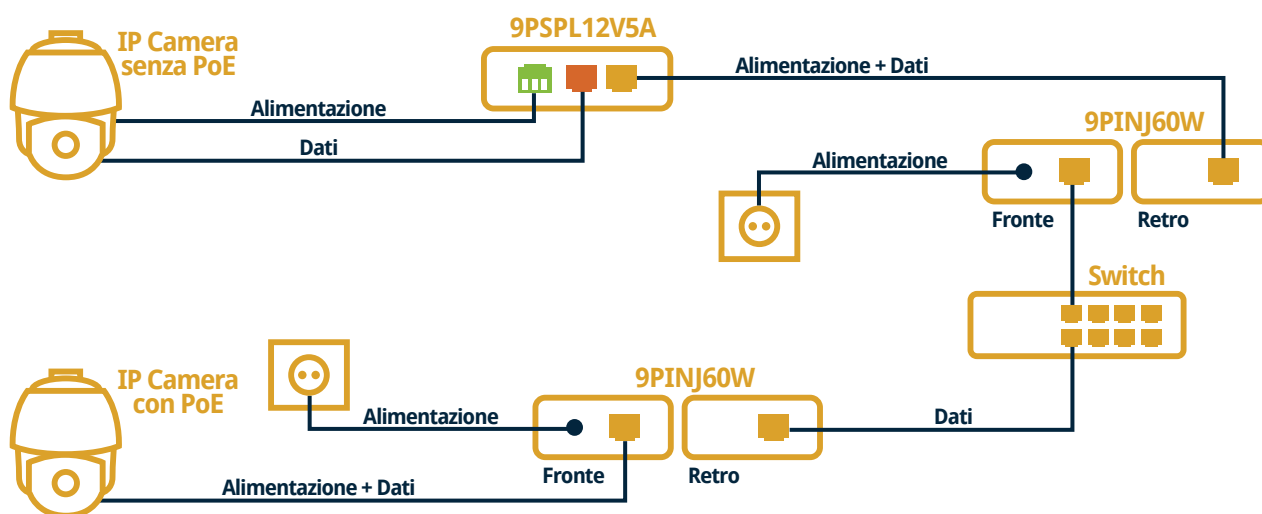 IP Camera
senza PoE
9PSPL12V5A
Alimentazione + Dati
Alimentazione
Dati
9PINJ60W
Alimentazione
Fronte
Retro
Switch
IP Camera
con PoE
9PINJ60W
Alimentazione
Dati
Fronte
Retro
Alimentazione + Dati